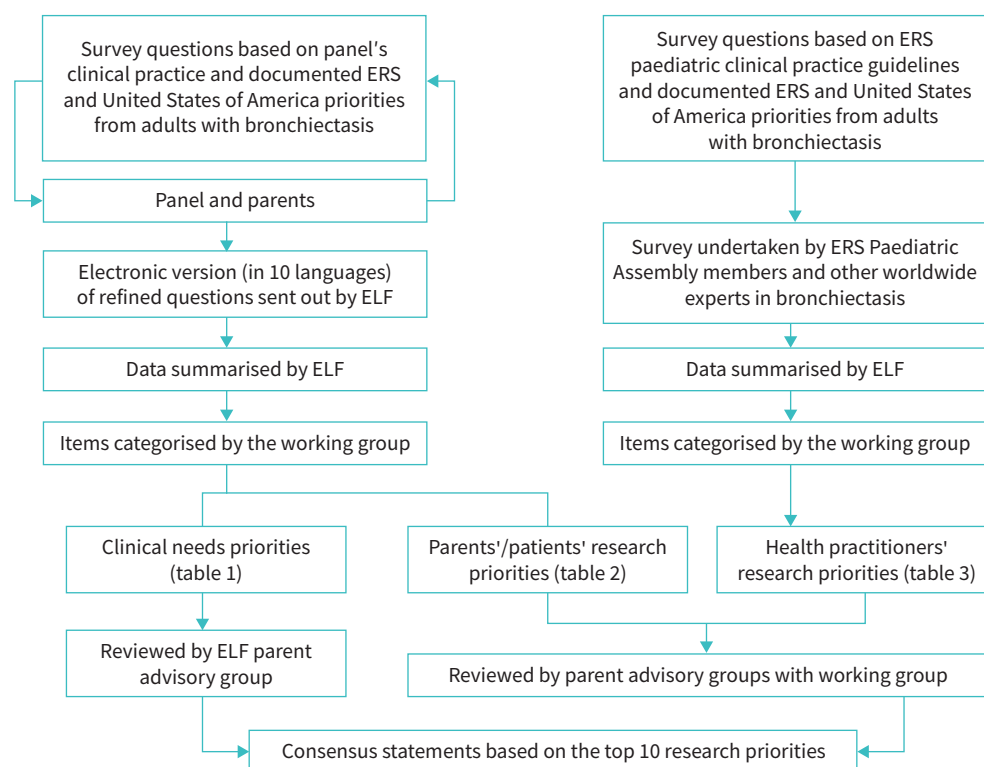 Survey questions based on panel's
clinical practice and documented ERS
and United States of America priorities
from adults with bronchiectasis
Panel and parents
Electronic version (in 10 languages)
of refined questions sent out by ELF
Data summarised by ELF
Items categorised by the working group
Survey questions based on ERS
paediatric clinical practice guidelines
and documented ERS and United States
of America priorities from adults
with bronchiectasis
Survey undertaken by ERS Paediatric
Assembly members and other worldwide
experts in bronchiectasis
Data summarised by ELF
Items categorised by the working group
Clinical needs priorities
(table 1)
Parents'/patients' research
priorities (table 2)
Health practitioners'
research priorities (table 3)
Reviewed by ELF parent
advisory group
Reviewed by parent advisory groups with working group
Consensus statements based on the top 10 research priorities